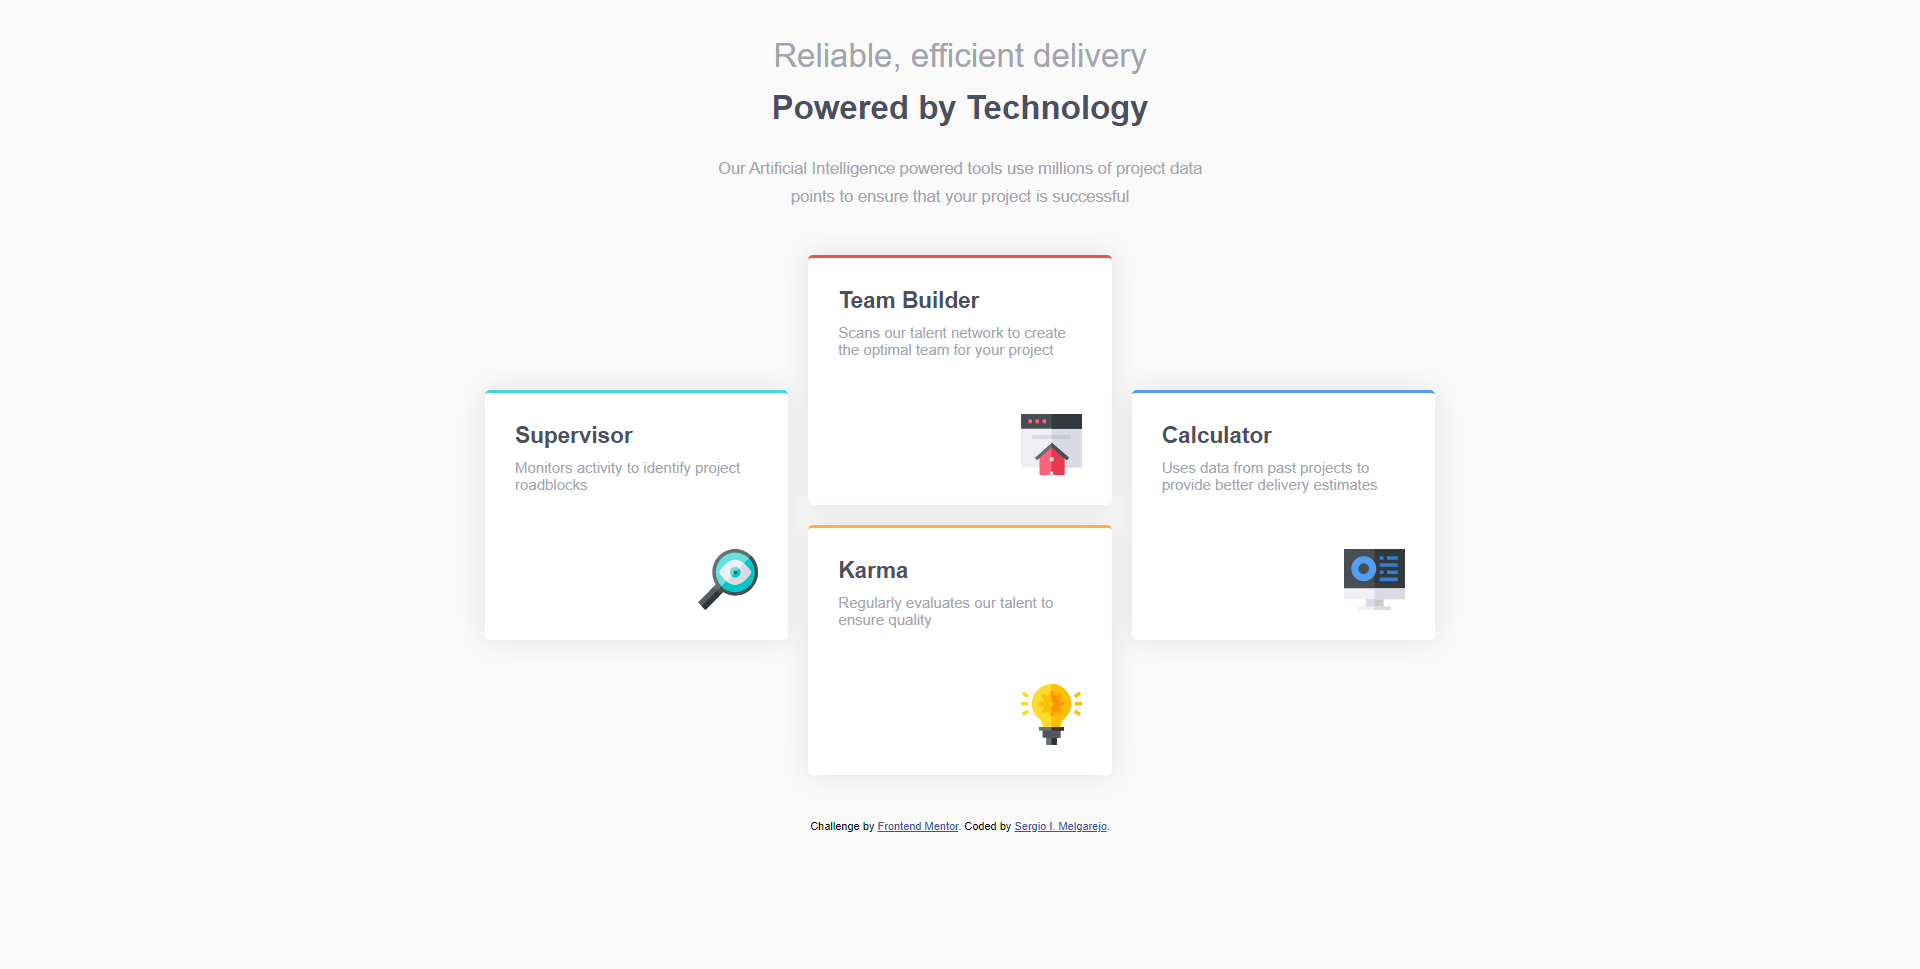 Reliable, efficient delivery
Powered by Technology
Our Artificial Intelligence powered tools use millions of project data
points to ensure that your project is successful
Team Builder
Scans our talent network to create
the optimal team for your project
Supervisor
Monitors activity to identify project
roadblocks
Calculator
Uses data from past projects to
provide better delivery estimates
Karma
Regularly evaluates our talent to
ensure quality
Challenge by Frontend Mentor. Coded by Sergio I. Melgarejo.